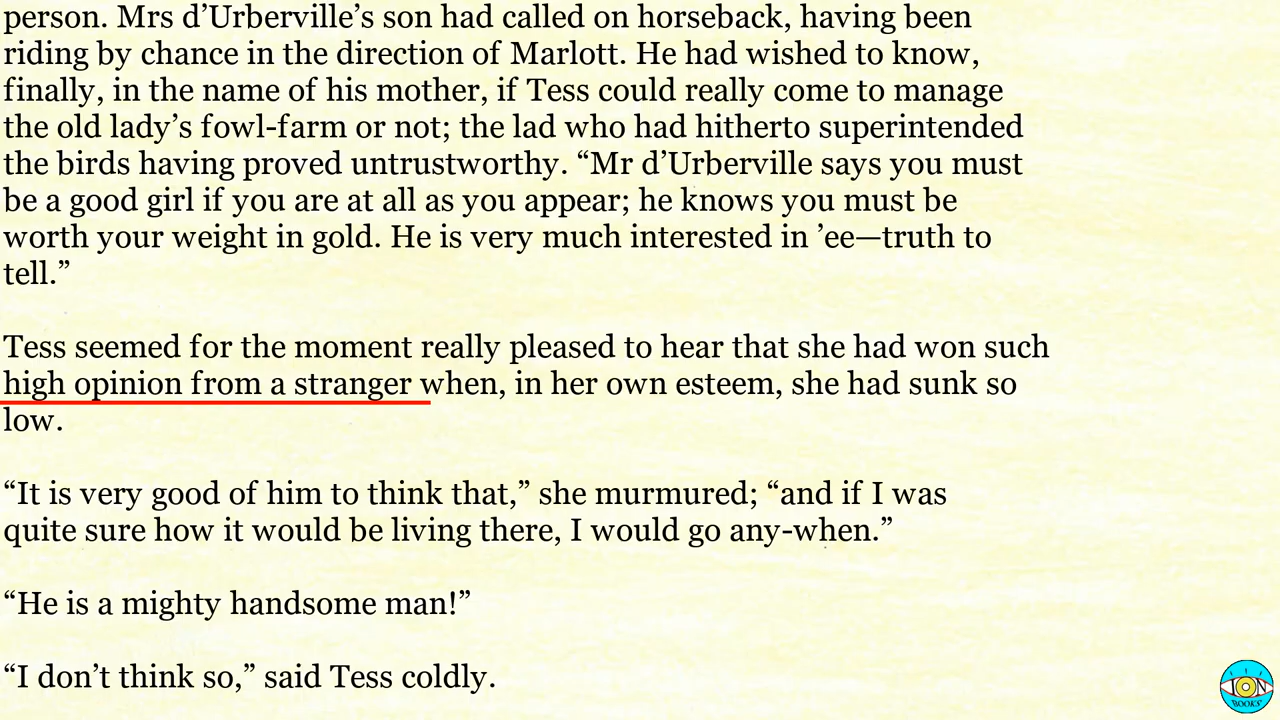 person. Mrs d’Urberville’s son had called on horseback, having been
riding by chance in the direction of Marlott. He had wished to know,
finally, in the name of his mother, if Tess could really come to manage
the old lady’s fowl-farm or not; the lad who had hitherto superintended
the birds having proved untrustworthy. “Mr d’Urberville says you must
be a good girl if you are at all as you appear; he knows you must be
worth your weight in gold. He is very much interested in ’ee—truth to
tell.”
Tess seemed for the moment really pleased to hear that she had won such
high opinion from a stranger when, in her own esteem, she had sunk so
low.
“It is very good of him to think that,” she murmured; “and if I was
quite sure how it would be living there, I would go any-when.”
“He is a mighty handsome man!”
“I don’t think so,” said Tess coldly.
ION
BOOKS